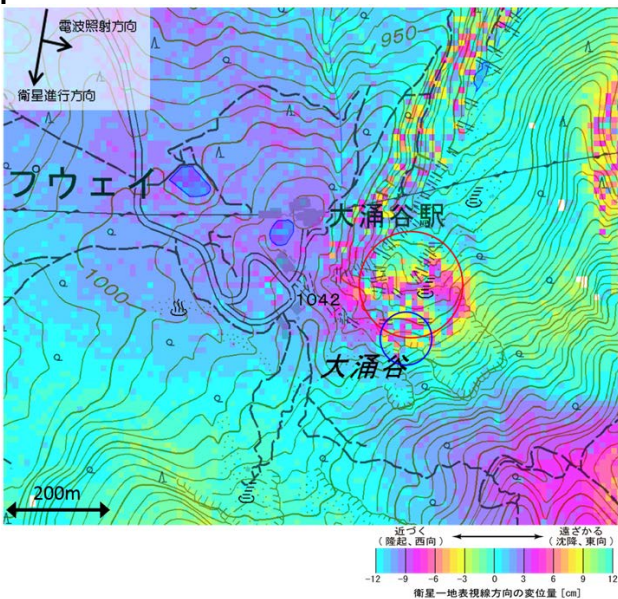 電波照射方向
衛星進行方向
950
プウェイ
大涌谷駅
1000
1042
大涌谷
200m
近づく
(隆起、西向)
遠ざかる
(沈降、東向)
-12 -9 -6 -3 0 3 6 9 12
衛星－地表視線方向の変位量 [cm]